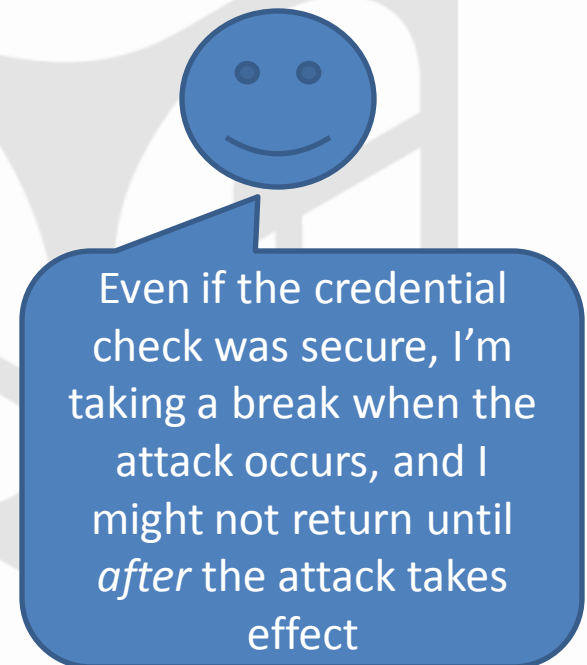 Even if the credential
check was secure, I’m
taking a break when the
attack occurs, and I
might not return until
after the attack takes
effect